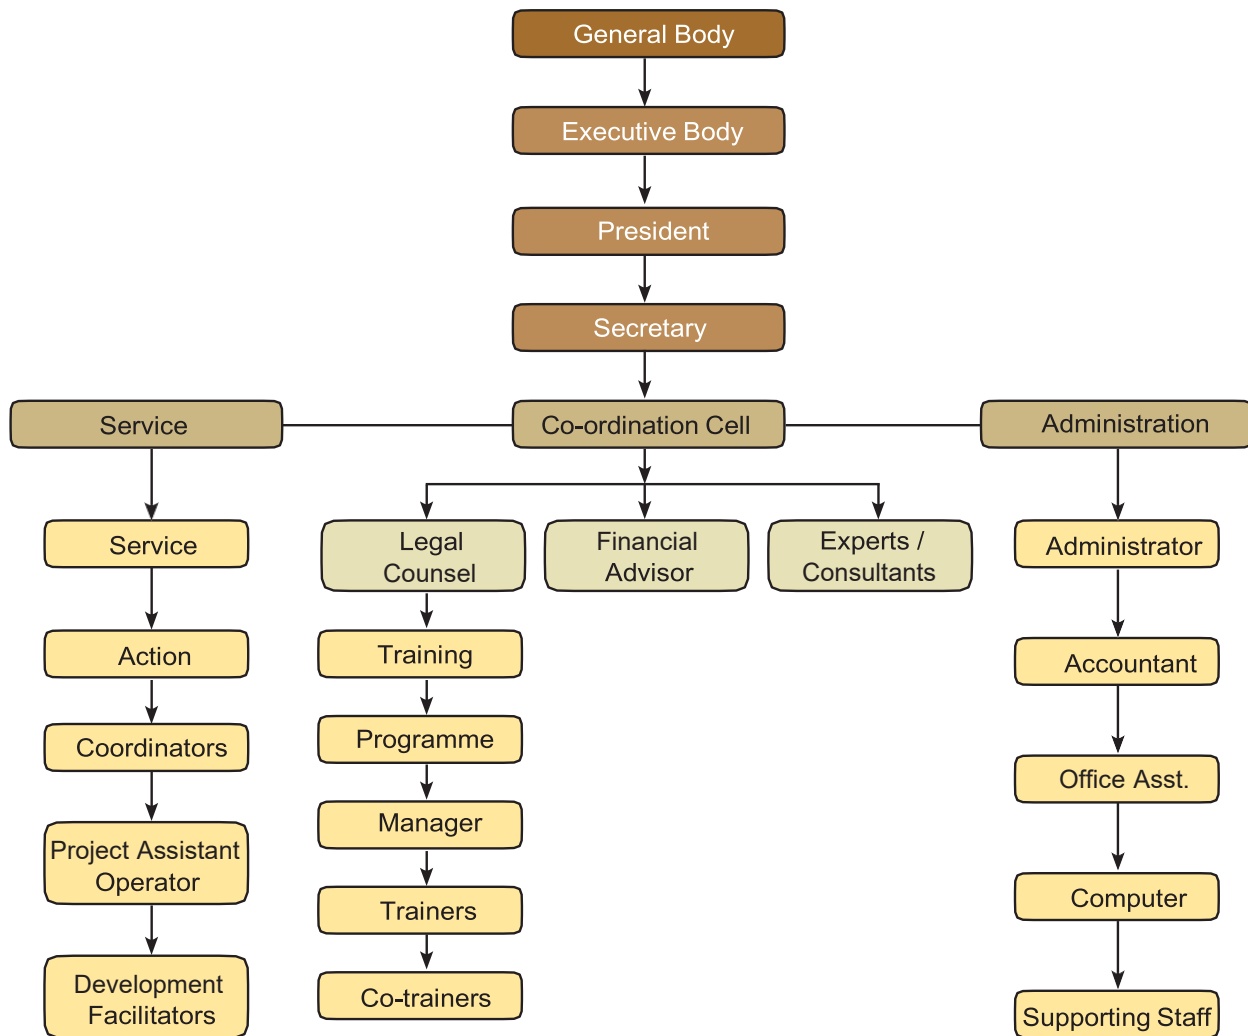 General Body
Executive Body
President
Secretary
Service
Co-ordination Cell
Administration
Service
Action
Coordinators
Project Assistant
Operator
Development
Facilitators
Legal
Counsel
Financial
Advisor
Experts /
Consultants
Training
Programme
Manager
Trainers
Co-trainers
Administrator
Accountant
Office Asst.
Computer
Supporting Staff